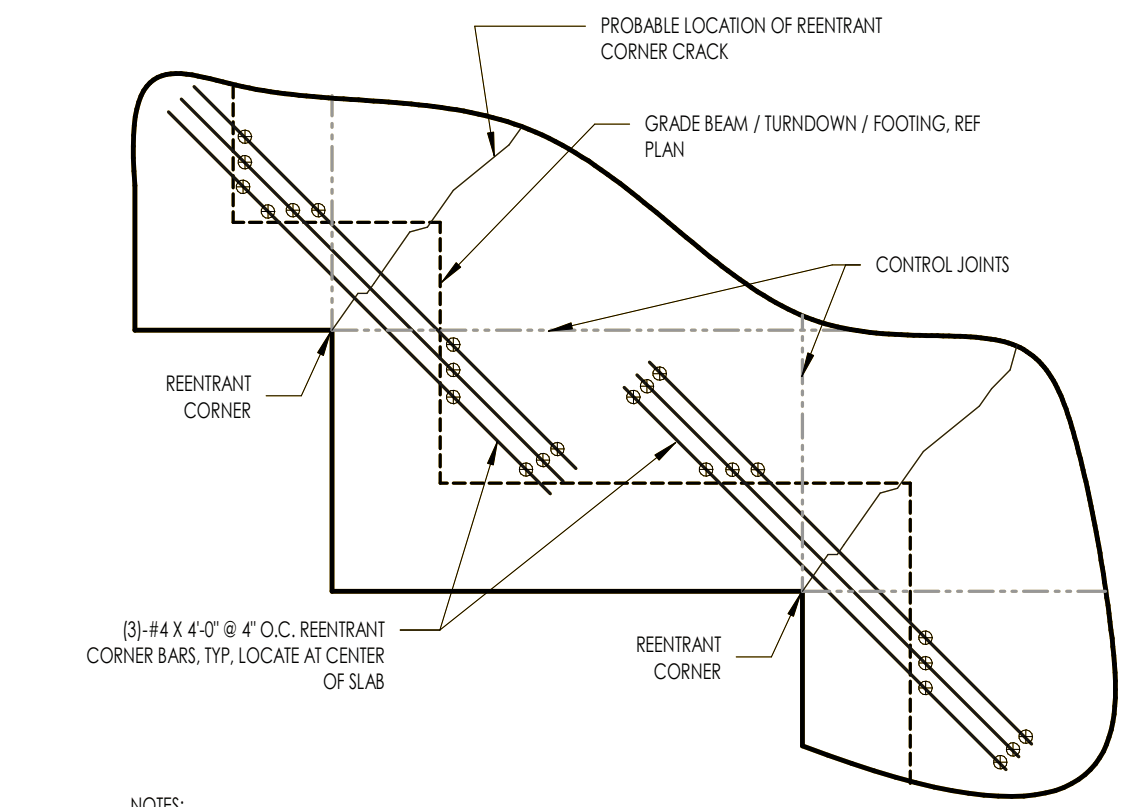 PROBABLE LOCATION OF REENTRANT
CORNER CRACK
GRADE BEAM / TURNDOWN / FOOTING, REF
PLAN
CONTROL JOINTS
REENTRANT
CORNER
(3)-#4 X 4'-0" @ 4" O.C. REENTRANT
CORNER BARS, TYP, LOCATE AT CENTER
OF SLAB
REENTRANT
CORNER
NOTES: